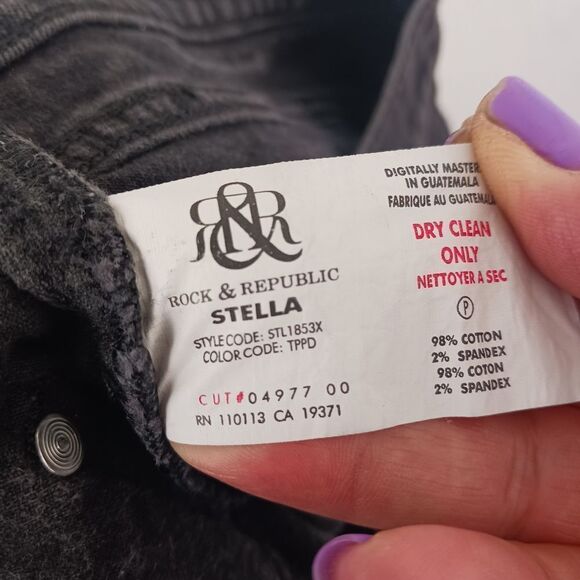 R&R
ROCK & REPUBLIC
STELLA
STYLE CODE: STL1853X
COLOR CODE: TPPD
CUT# 04977 00
RN 110113 CA 19371
DIGITALLY MASTER
IN GUATEMALA
FABRIQUE AU GUATEMALA
DRY CLEAN
ONLY
NETTOYER A SEC
P
98% COTTON
2% SPANDEX
98% COTON
2% SPANDEX